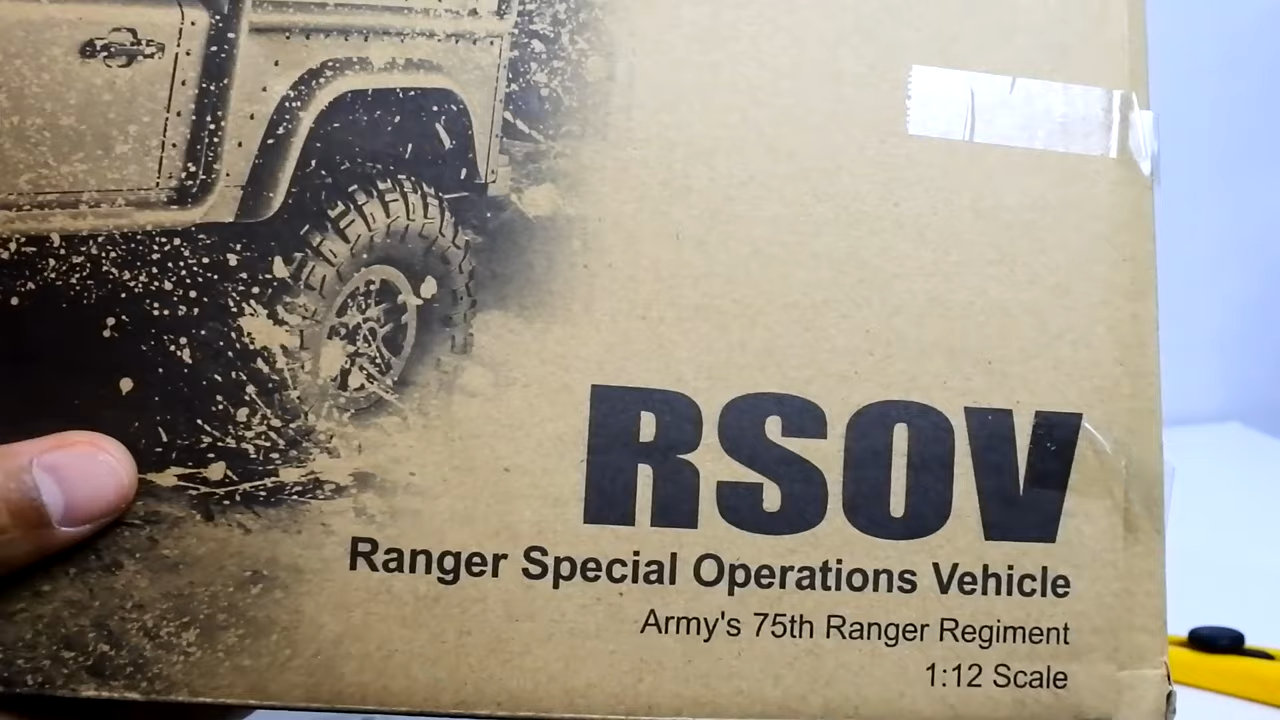 RSOV
Ranger Special Operations Vehicle
Army's 75th Ranger Regiment
1:12 Scale